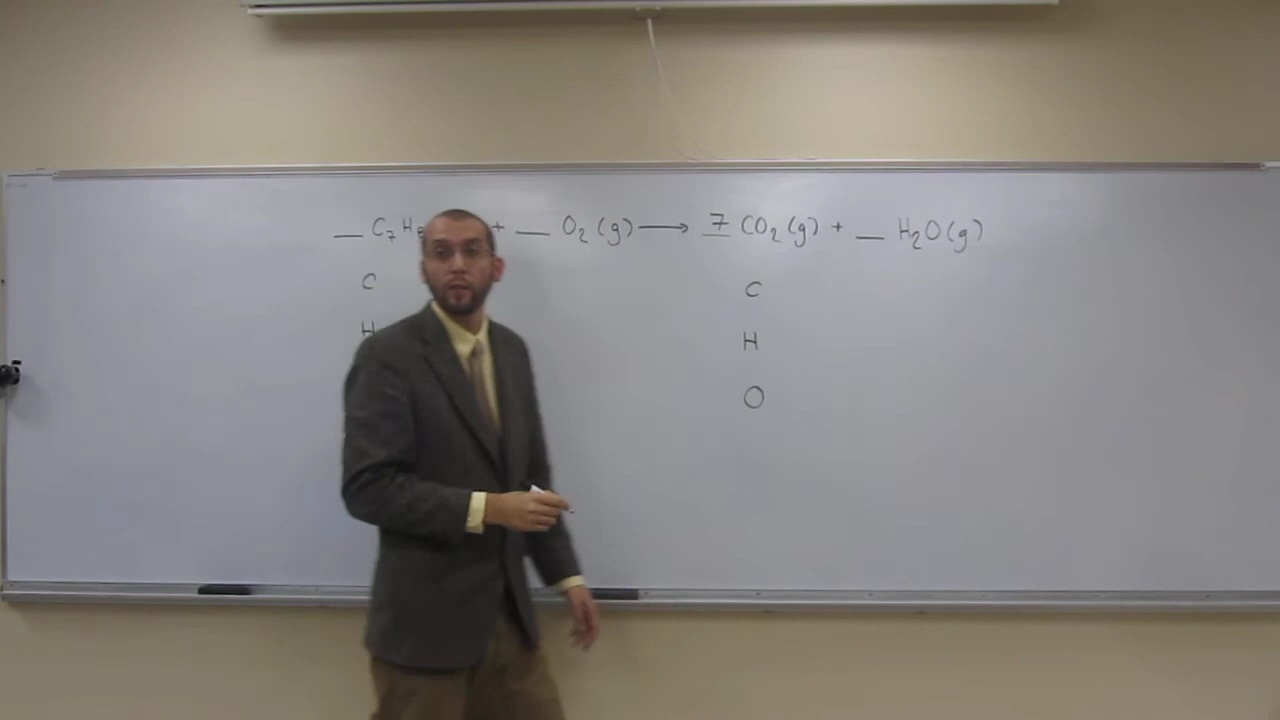 __ C₇H + __ O₂(g) ⟶ 7 CO₂(g) + __ H₂O(g)
C C
H H
O